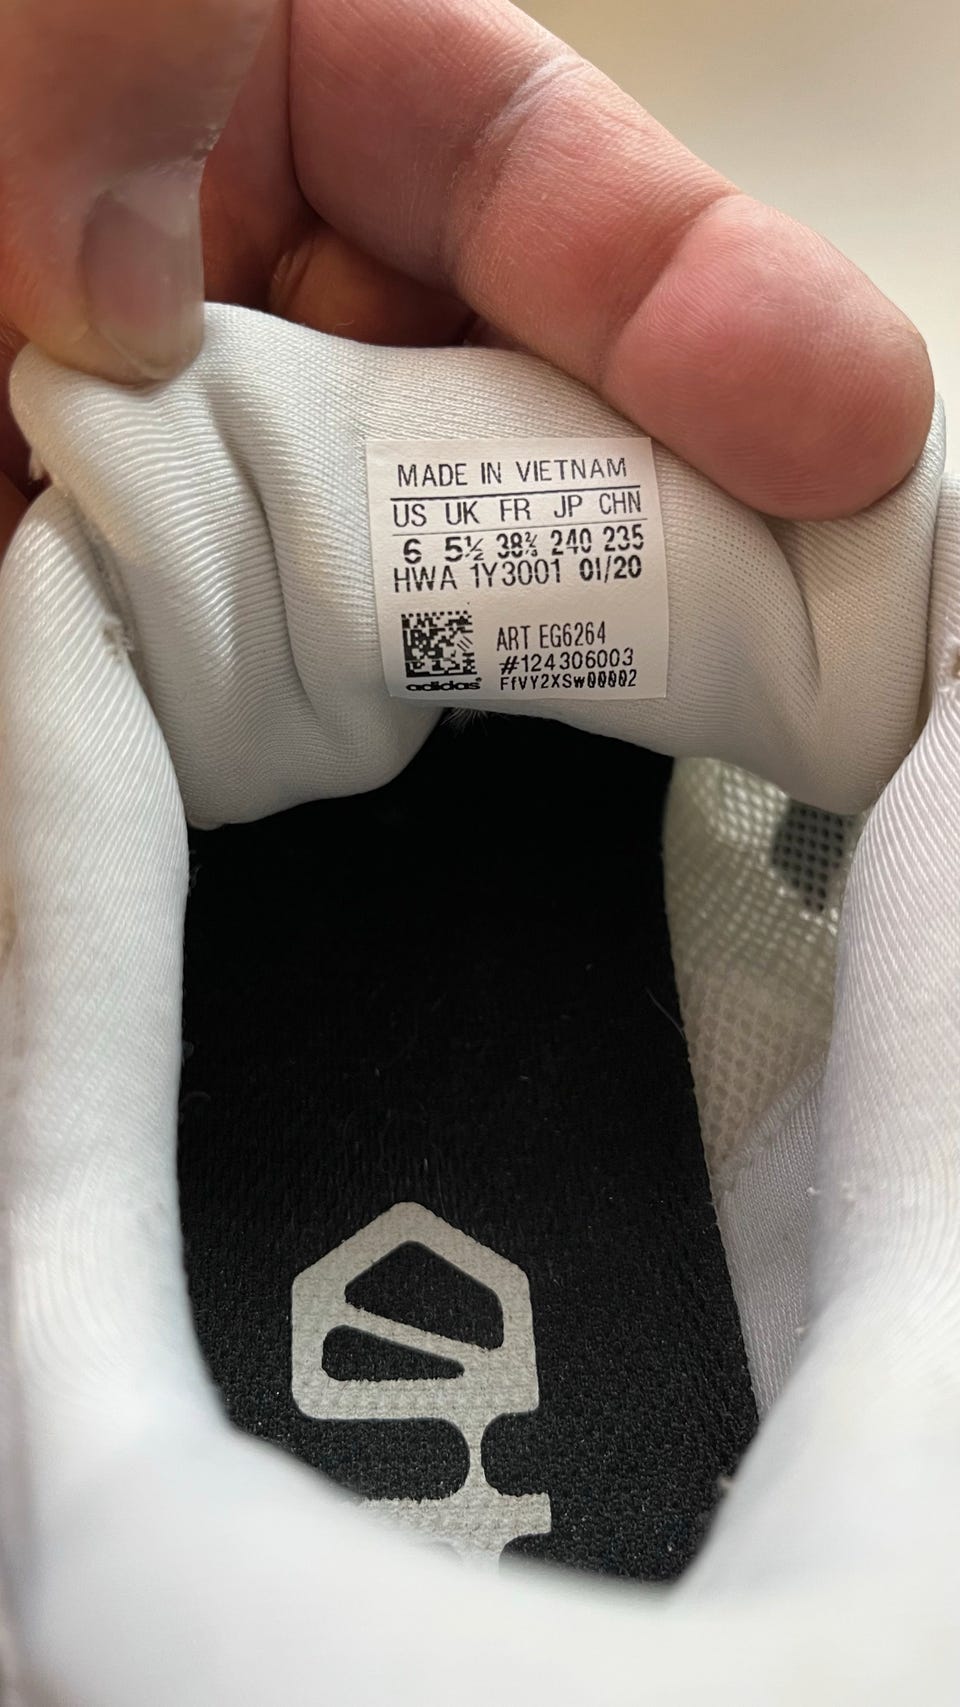 MADE IN VIETNAM
US UK FR JP CHN
6 5½ 38⅔ 240 235
HWA 1Y3001 01/20
ART EG6264
#124306003
FfVY2XSw00002
adidas